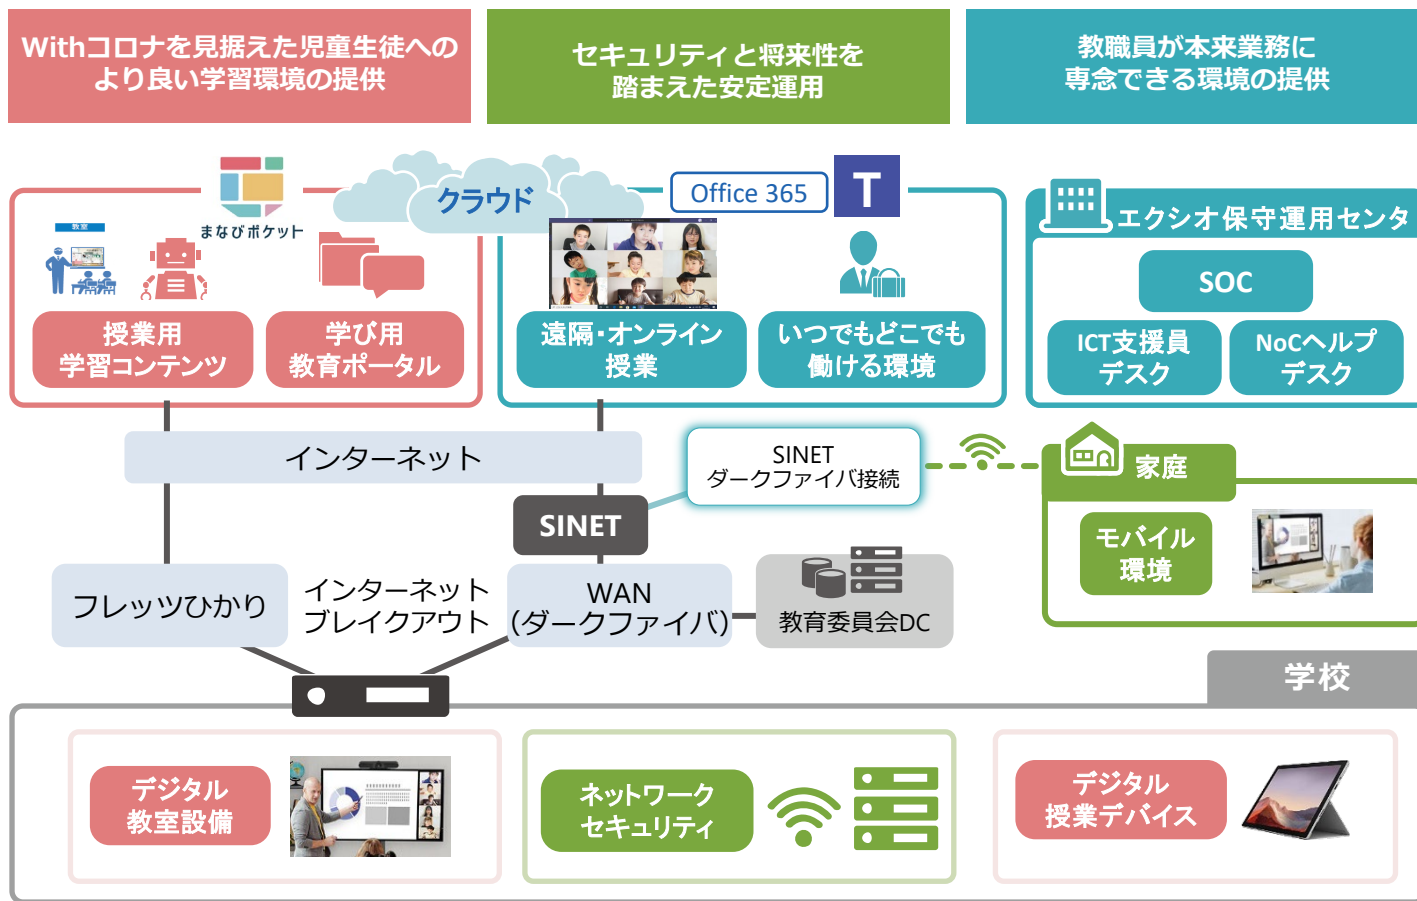 Withコロナを見据えた児童生徒への
より良い学習環境の提供
セキュリティと将来性を
踏まえた安定運用
教職員が本来業務に
専念できる環境の提供
まなびポケット
クラウド
Office 365
T
教室
授業用
学習コンテンツ
学び用
教育ポータル
遠隔・オンライン
授業
いつでもどこでも
働ける環境
エクシオ保守運用センタ
SOC
ICT支援員
デスク
NoCヘルプ
デスク
インターネット
SINET
ダークファイバ接続
家庭
SINET
モバイル
環境
フレッツひかり
インターネット
ブレイクアウト
WAN
(ダークファイバ)
教育委員会DC
学校
デジタル
教室設備
ネットワーク
セキュリティ
デジタル
授業デバイス